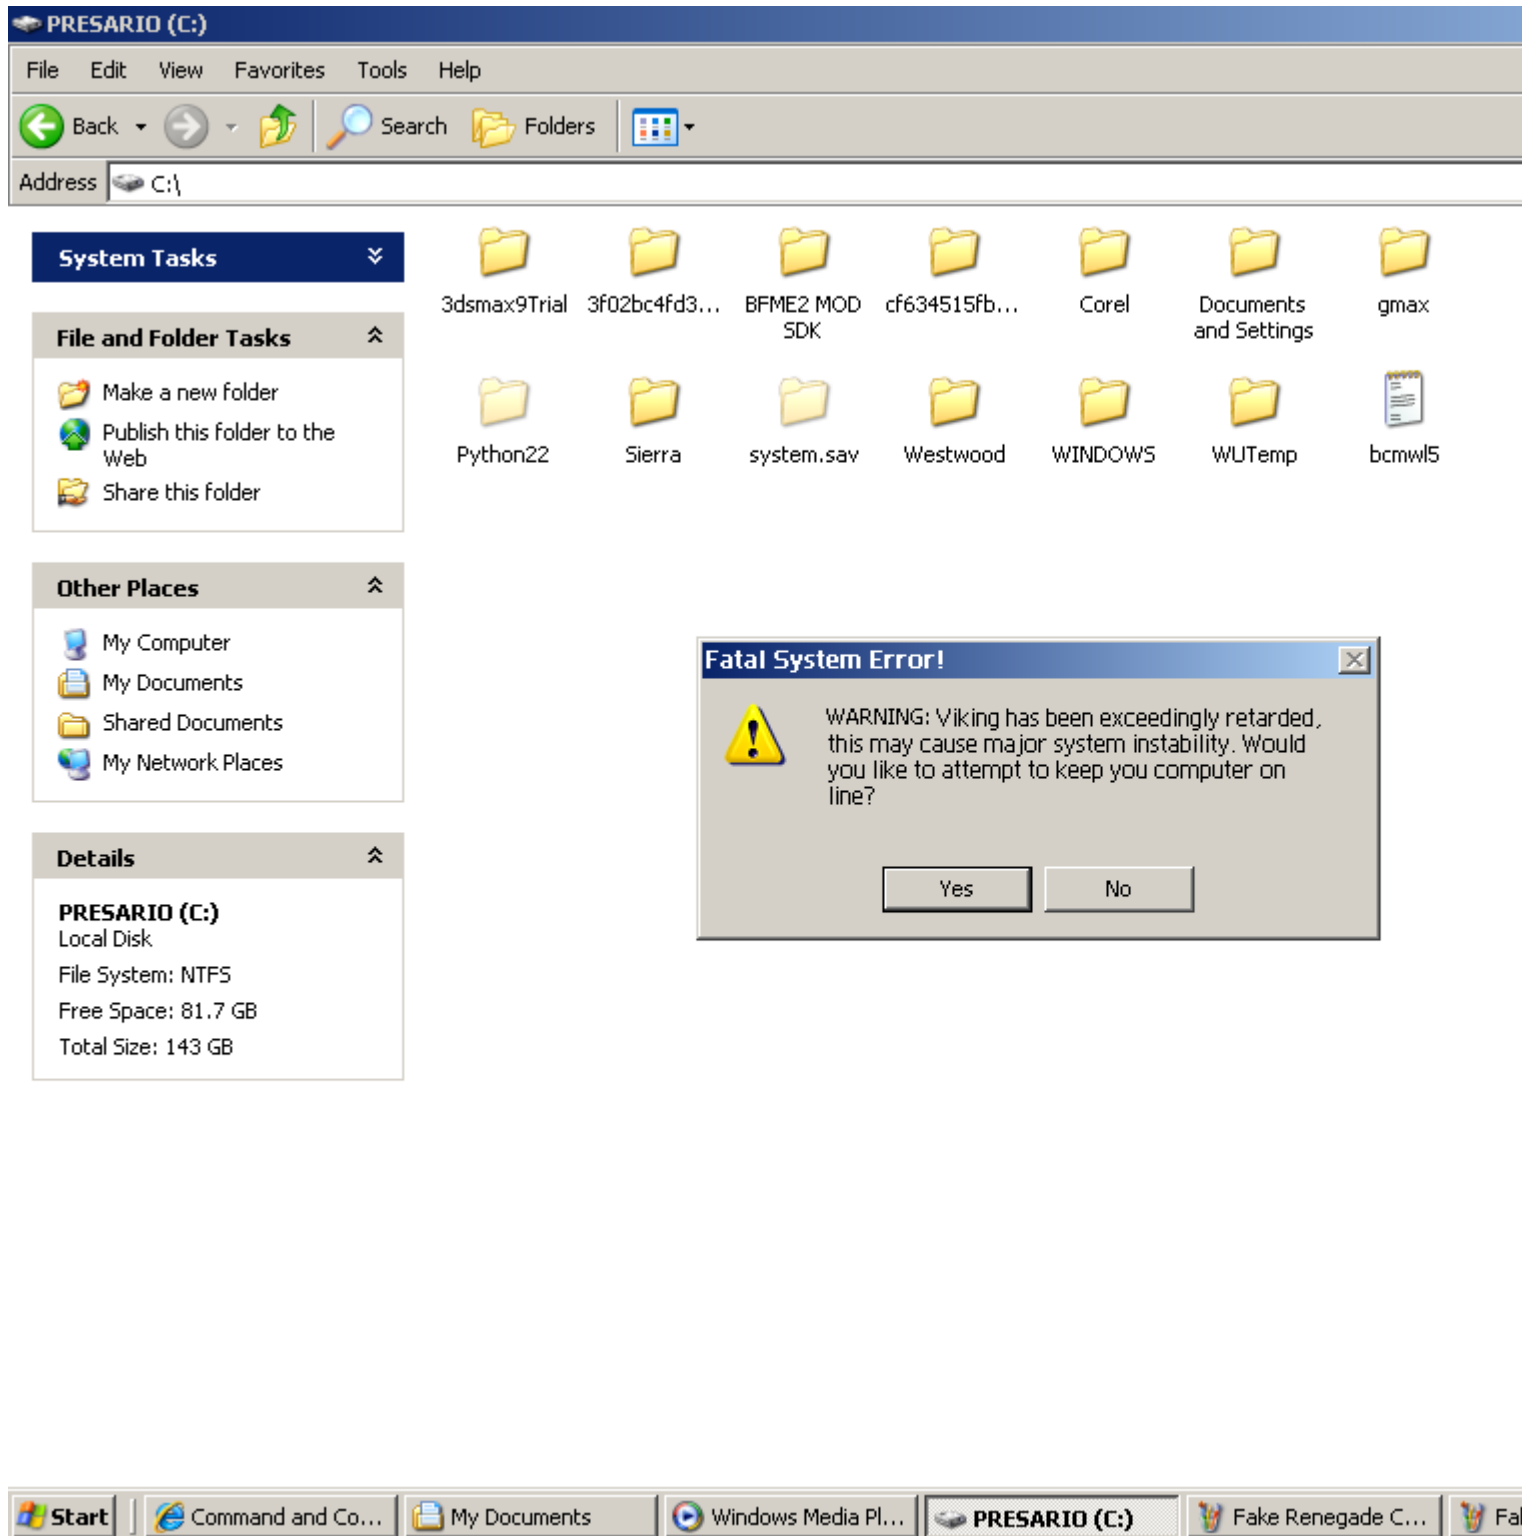 PRESARIO (C:)
File Edit View Favorites Tools Help
Back Search Folders
Address C:\
System Tasks
File and Folder Tasks
Make a new folder
Publish this folder to the
Web
Share this folder
Other Places
My Computer
My Documents
Shared Documents
My Network Places
Details
PRESARIO (C:)
Local Disk
File System: NTFS
Free Space: 81.7 GB
Total Size: 143 GB
3dsmax9Trial 3f02bc4fd3... BFME2 MOD cf634515fb... Corel Documents gmax
SDK and Settings
Python22 Sierra system.sav Westwood WINDOWS WUTemp bcmwl5
Fatal System Error!
WARNING: Viking has been exceedingly retarded,
this may cause major system instability. Would
you like to attempt to keep you computer on
line?
Yes No
Start Command and Co... My Documents Windows Media Pl... PRESARIO (C:) Fake Renegade C...